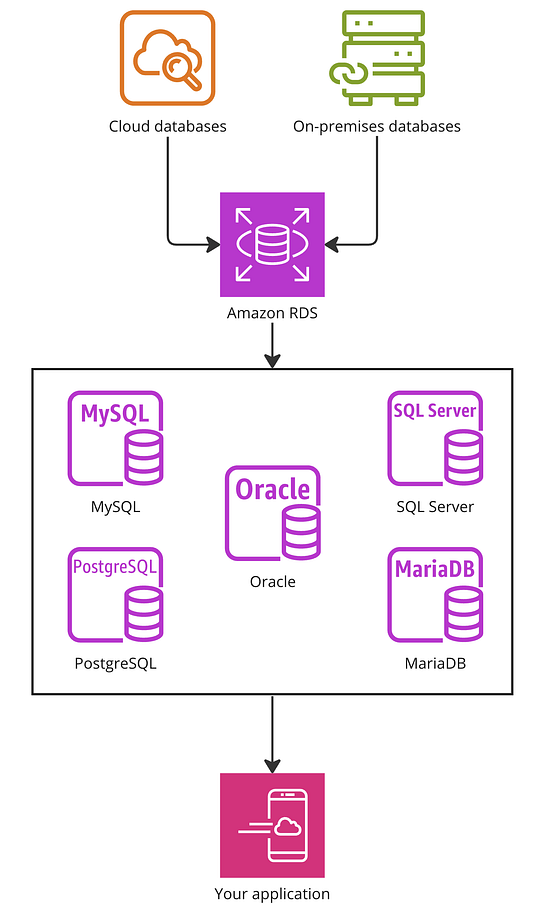 Cloud databases
On-premises databases
Amazon RDS
MySQL
MySQL
SQL Server
SQL Server
Oracle
Oracle
PostgreSQL
PostgreSQL
MariaDB
MariaDB
Your application